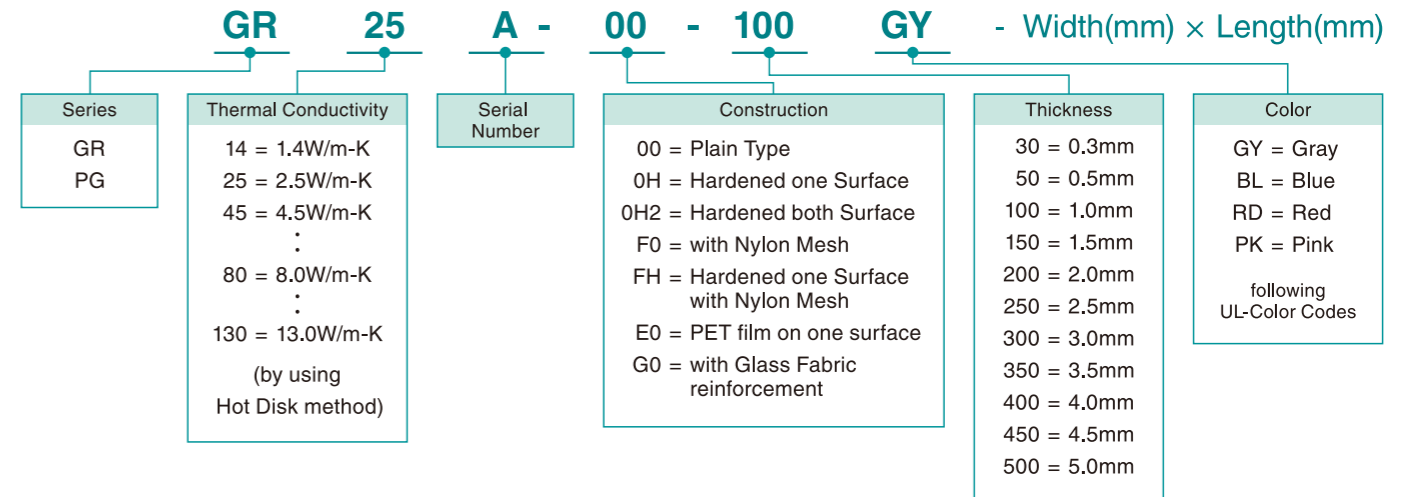 GR 25 A - 00 - 100 GY - Width(mm) × Length(mm)
Series
GR
PG
Thermal Conductivity
14 = 1.4W/m-K
25 = 2.5W/m-K
45 = 4.5W/m-K
:
80 = 8.0W/m-K
:
130 = 13.0W/m-K
(by using
Hot Disk method)
Serial
Number
Construction
00 = Plain Type
0H = Hardened one Surface
0H2 = Hardened both Surface
F0 = with Nylon Mesh
FH = Hardened one Surface
with Nylon Mesh
E0 = PET film on one surface
G0 = with Glass Fabric
reinforcement
Thickness
30 = 0.3mm
50 = 0.5mm
100 = 1.0mm
150 = 1.5mm
200 = 2.0mm
250 = 2.5mm
300 = 3.0mm
350 = 3.5mm
400 = 4.0mm
450 = 4.5mm
500 = 5.0mm
Color
GY = Gray
BL = Blue
RD = Red
PK = Pink
following
UL-Color Codes